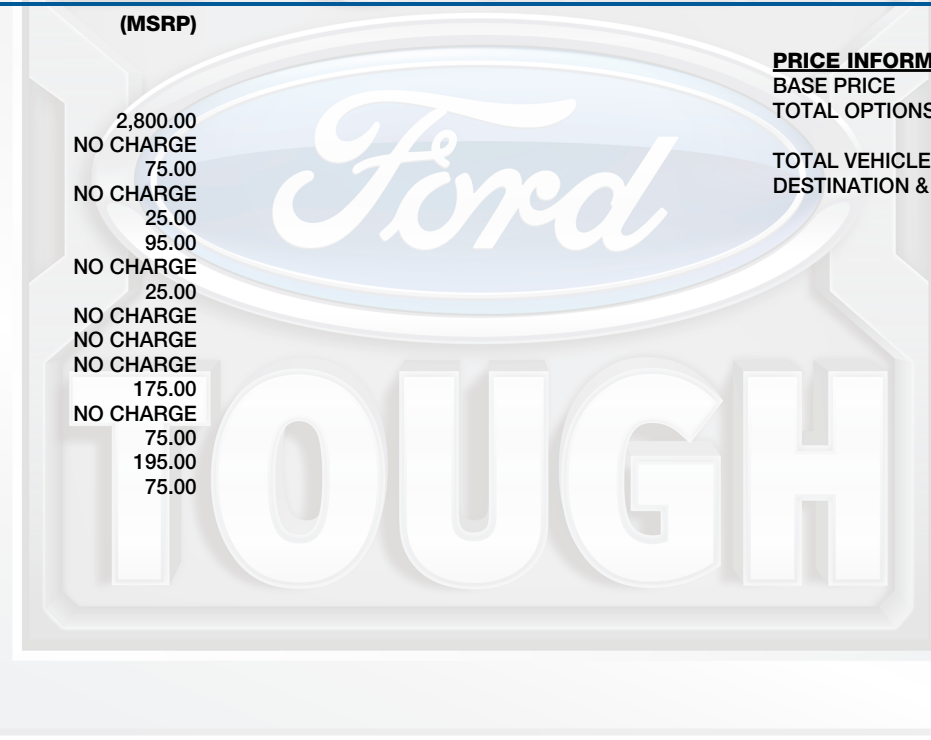 (MSRP)
2,800.00
NO CHARGE
75.00
NO CHARGE
25.00
95.00
NO CHARGE
25.00
NO CHARGE
NO CHARGE
NO CHARGE
175.00
NO CHARGE
75.00
195.00
75.00
PRICE INFORM
BASE PRICE
TOTAL OPTIONS
TOTAL VEHICLE
DESTINATION &
Ford
TOUGH